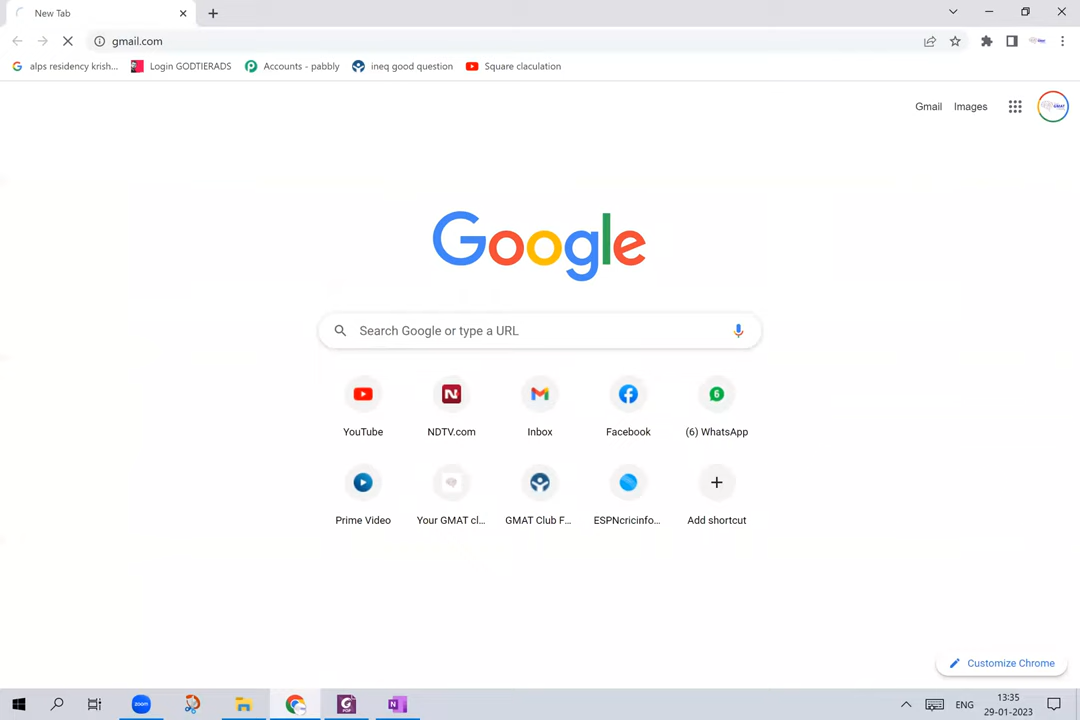 New Tab
gmail.com
alps residency krish... Login GODTIERADS Accounts - pabbly ineq good question Square claculation
Gmail Images
Google
Search Google or type a URL
YouTube NDTV.com Inbox Facebook (6) WhatsApp
Prime Video Your GMAT cl... GMAT Club F... ESPNcricinfo... Add shortcut
Customize Chrome
zoom
ENG
13:35
29-01-2023